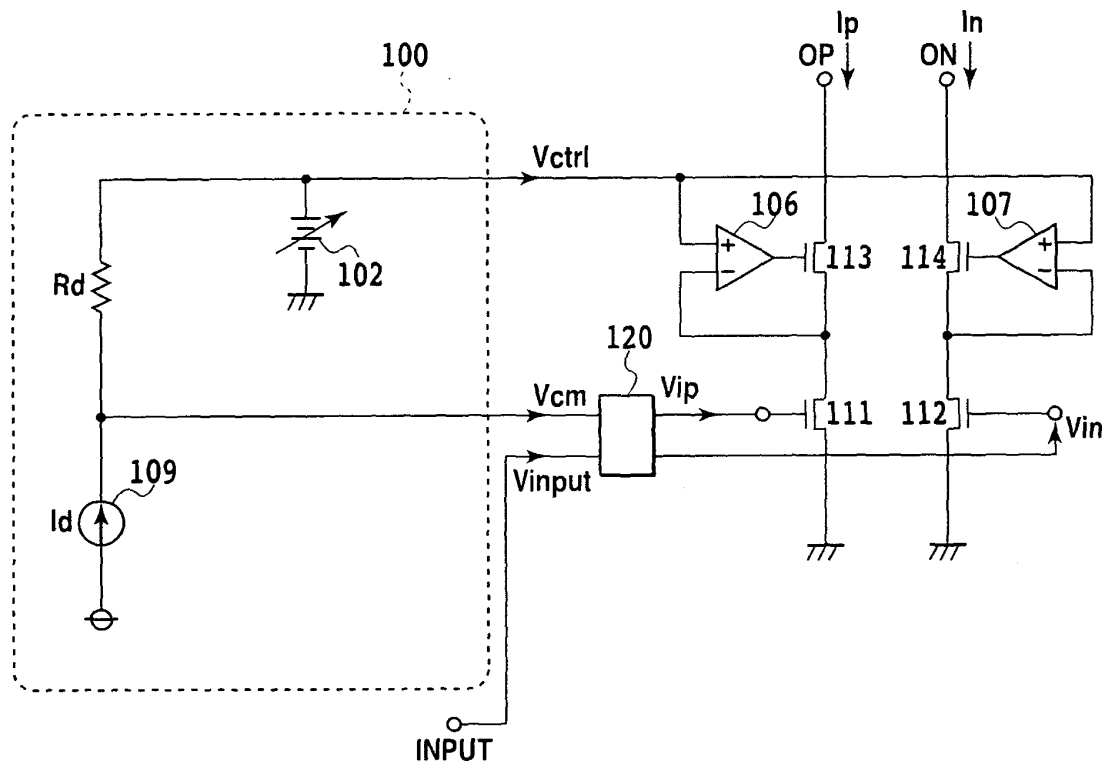 100
Ip
In
OP
ON
Vctrl
106
107
+
+
113
114
−
−
102
Rd
120
Vcm
Vip
111
112
Vin
Vinput
109
Id
INPUT